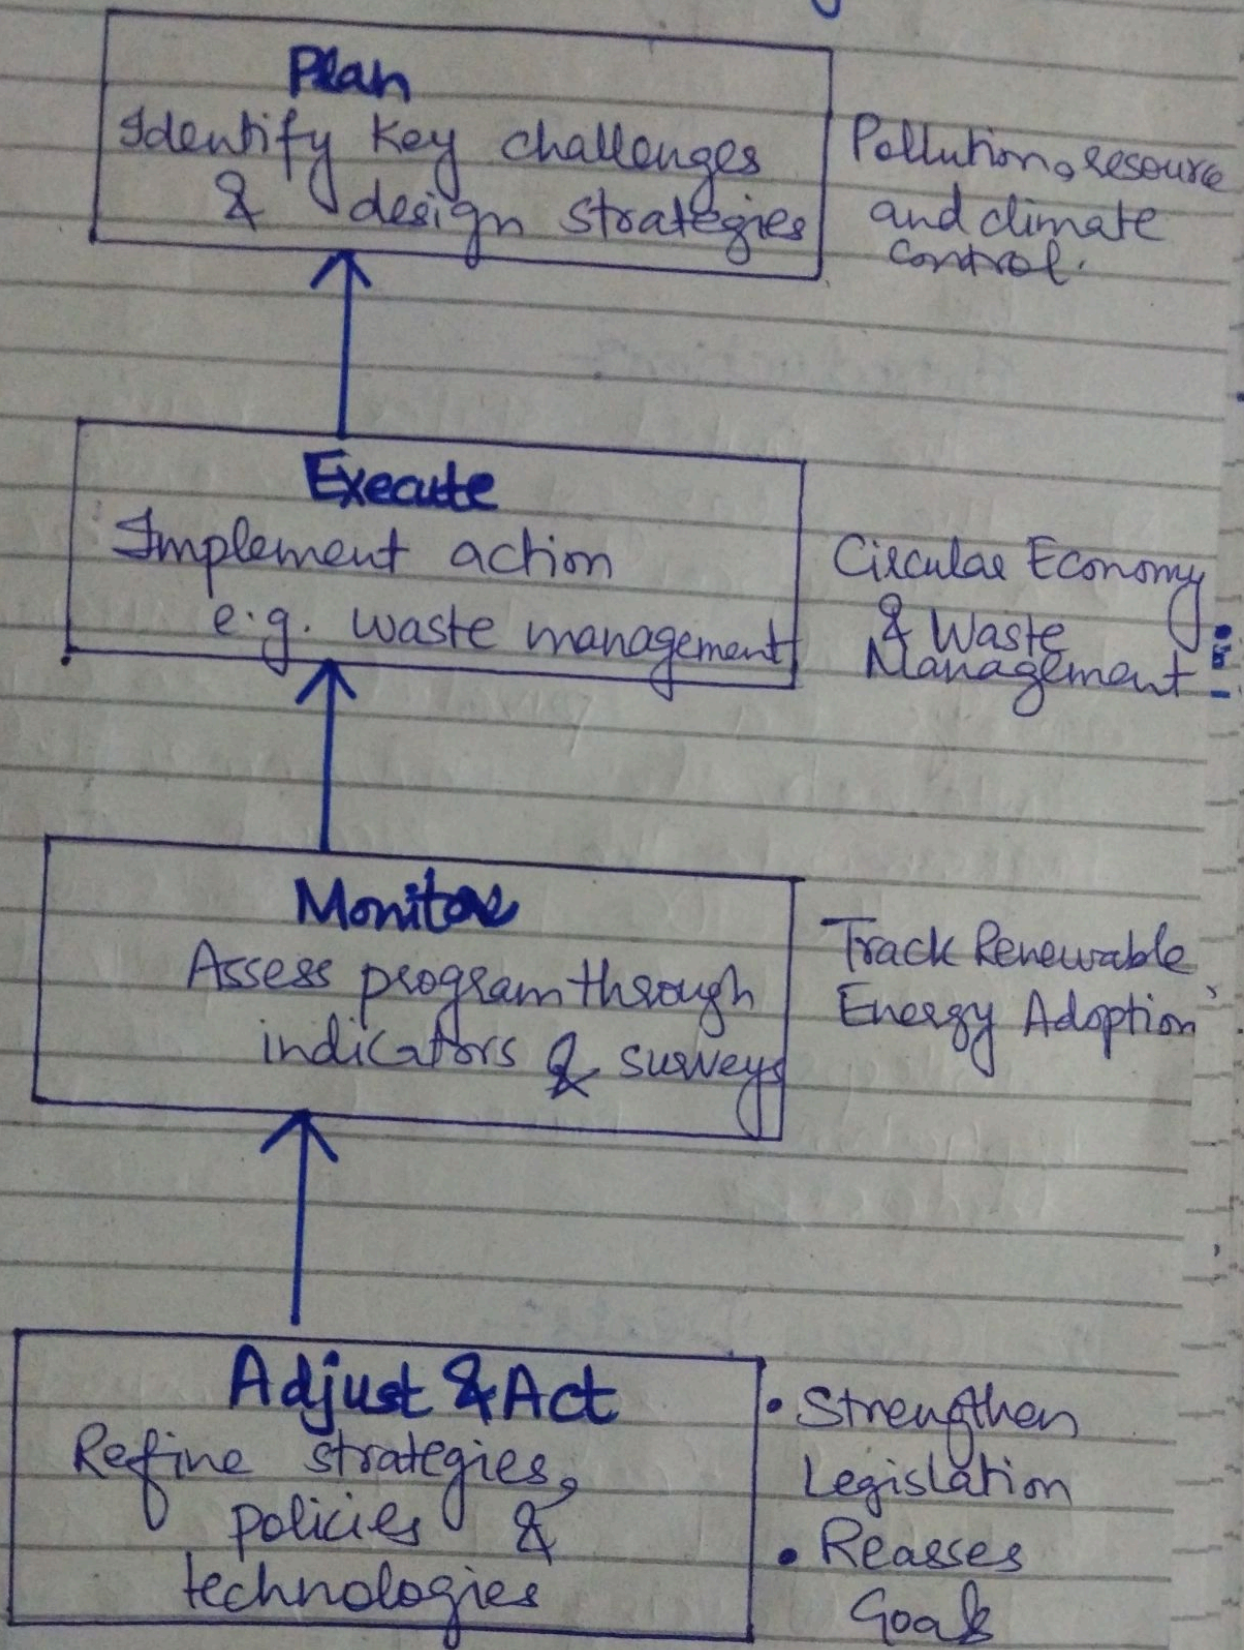 Plan
Identify Key challenges
& design strategies
Pollution, resource
and climate
control.
Execute
Implement action
e.g. waste management
Circular Economy
& Waste
Management
Monitor
Assess program through
indicators & surveys
Track Renewable
Energy Adoption
Adjust & Act
Refine strategies,
policies &
technologies
• Strengthen
Legislation
• Reasses
Goals